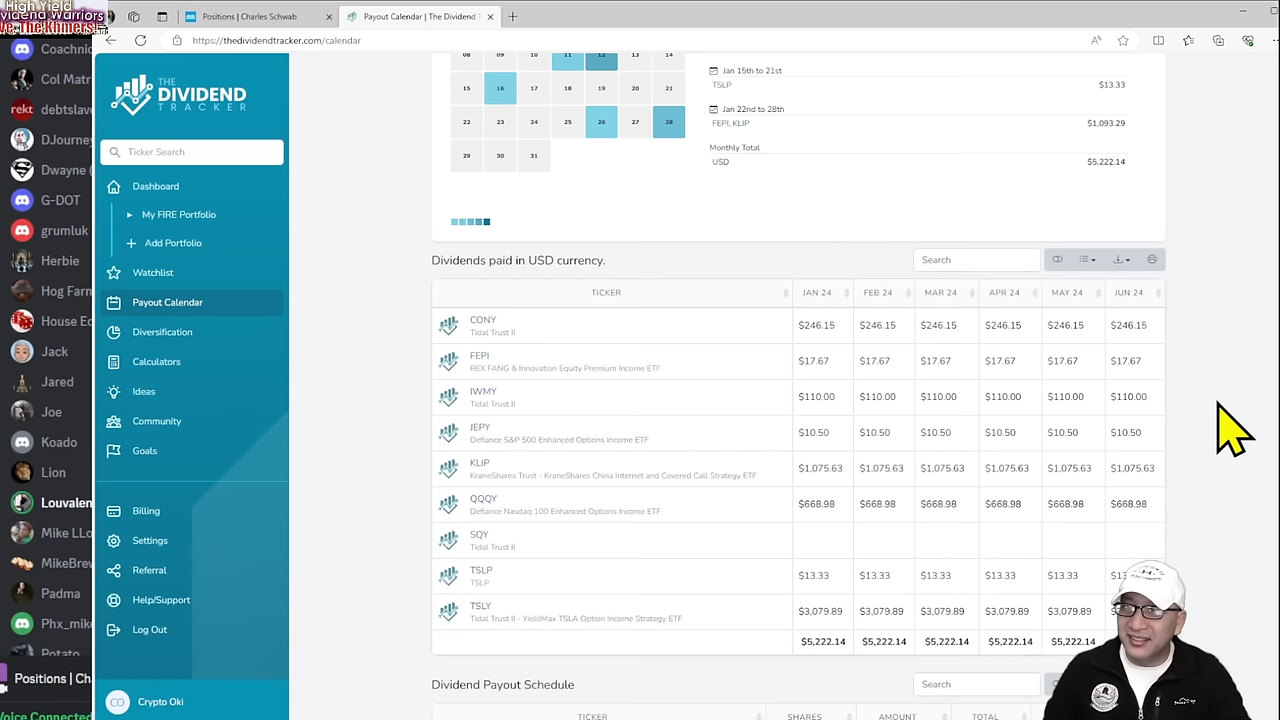 High Yield
vidend Warriors
Positions | Charles Schwab
Payout Calendar | The Dividend T
https://thedividendtracker.com/calendar
Coachnic
Col Matr
rekt debtslav
DJourney
Dwayne
G-DOT
grumluk
Herbie
Hog Farm
House Ec
Jack
Jared
Joe
Koado
Lion
Louvalen
Mike LLo
MikeBrew
Padma
Phx_mike
Potato
Positions | Cha
Voice Connected
THE
DIVIDEND
TRACKER
Ticker Search
Dashboard
My FIRE Portfolio
Add Portfolio
Watchlist
Payout Calendar
Diversification
Calculators
Ideas
Community
Goals
Billing
Settings
Referral
Help/Support
Log Out
CO Crypto Oki
08 09 10 11 12 13 14
15 16 17 18 19 20 21
22 23 24 25 26 27 28
29 30 31
Jan 15th to 21st
TSLP $13.33
Jan 22nd to 28th
FEPI, KLIP $1,093.29
Monthly Total
USD $5,222.14
Dividends paid in USD currency.
Search
TICKER JAN 24 FEB 24 MAR 24 APR 24 MAY 24 JUN 24
CONY $246.15 $246.15 $246.15 $246.15 $246.15 $246.15
Tidal Trust II
FEPI $17.67 $17.67 $17.67 $17.67 $17.67 $17.67
REX FANG & Innovation Equity Premium Income ETF
IWMY $110.00 $110.00 $110.00 $110.00 $110.00 $110.00
Tidal Trust II
JEPY $10.50 $10.50 $10.50 $10.50 $10.50 $10.50
Defiance S&P 500 Enhanced Options Income ETF
KLIP $1,075.63 $1,075.63 $1,075.63 $1,075.63 $1,075.63 $1,075.63
KraneShares Trust - KraneShares China Internet and Covered Call Strategy ETF
QQQY $668.98 $668.98 $668.98 $668.98 $668.98 $668.98
Defiance Nasdaq 100 Enhanced Options Income ETF
SQY
Tidal Trust II
TSLP $13.33 $13.33 $13.33 $13.33 $13.33
TSLP
TSLY $3,079.89 $3,079.89 $3,079.89 $3,079.89 $3,079.89
Tidal Trust II - YieldMax TSLA Option Income Strategy ETF
$5,222.14 $5,222.14 $5,222.14 $5,222.14 $5,222.14
Dividend Payout Schedule
Search
TICKER SHARES AMOUNT TOTAL